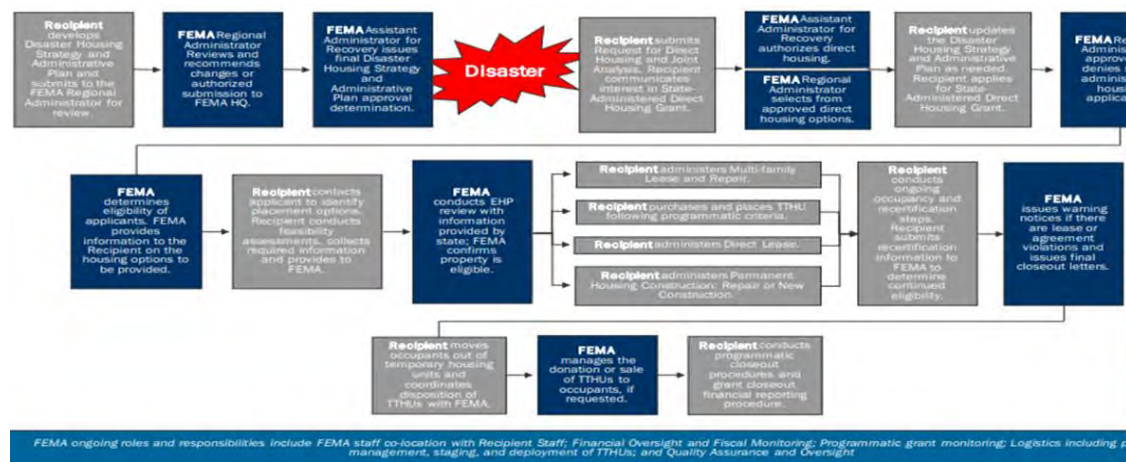 Recipient
develops
Disaster Housing
Strategy and
Administrative
Plan and
submits to the
FEMA Regional
Administrator for
review.
FEMA Regional
Administrator
Reviews and
recommends
changes or
authorized
submission to
FEMA HQ.
FEMA Assistant
Administrator for
Recovery issues
final Disaster
Housing Strategy
and
Administrative
Plan approval
determination.
Disaster
Recipient submits
Request for Direct
Housing and Joint
Analysis. Recipient
communicates
interest in State-
Administered Direct
Housing Grant.
FEMA Assistant
Administrator for
Recovery
authorizes direct
housing.
FEMA Regional
Administrator
selects from
approved direct
housing options.
Recipient updates
the Disaster
Housing Strategy
and Administrative
Plan as needed.
Recipient applies
for State-
Administered Direct
Housing Grant.
FEMA
determines
eligibility of
applicants. FEMA
provides
information to the
Recipient on the
housing options to
be provided.
Recipient contacts
applicant to identify
placement options.
Recipient conducts
feasibility
assessments, collects
required information
and provides to
FEMA.
FEMA
conducts EHP
review with
information
provided by
state; FEMA
confirms
property is
eligible.
Recipient administers Multi-family
Lease and Repair.
Recipient purchases and places TTHU
following programmatic criteria.
Recipient administers Direct Lease.
Recipient administers Permanent
Housing Construction: Repair or New
Construction.
Recipient
conducts
ongoing
occupancy and
recertification
steps.
Recipient
submits
recertification
information to
FEMA to
determine
continued
eligibility.
FEMA
issues warning
notices if there
are lease or
agreement
violations and
issues final
closeout letters.
Recipient moves
occupants out of
temporary housing
units and
coordinates
disposition of
TTHUs with FEMA.
FEMA
manages the
donation or sale
of TTHUs to
occupants, if
requested.
Recipient conducts
programmatic
closeout
procedures and
grant closeout
financial reporting
procedure.
FEMA ongoing roles and responsibilities include FEMA staff co-location with Recipient Staff; Financial Oversight and Fiscal Monitoring; Programmatic grant monitoring; Logistics including
management, staging, and deployment of TTHUs; and Quality Assurance and Oversight